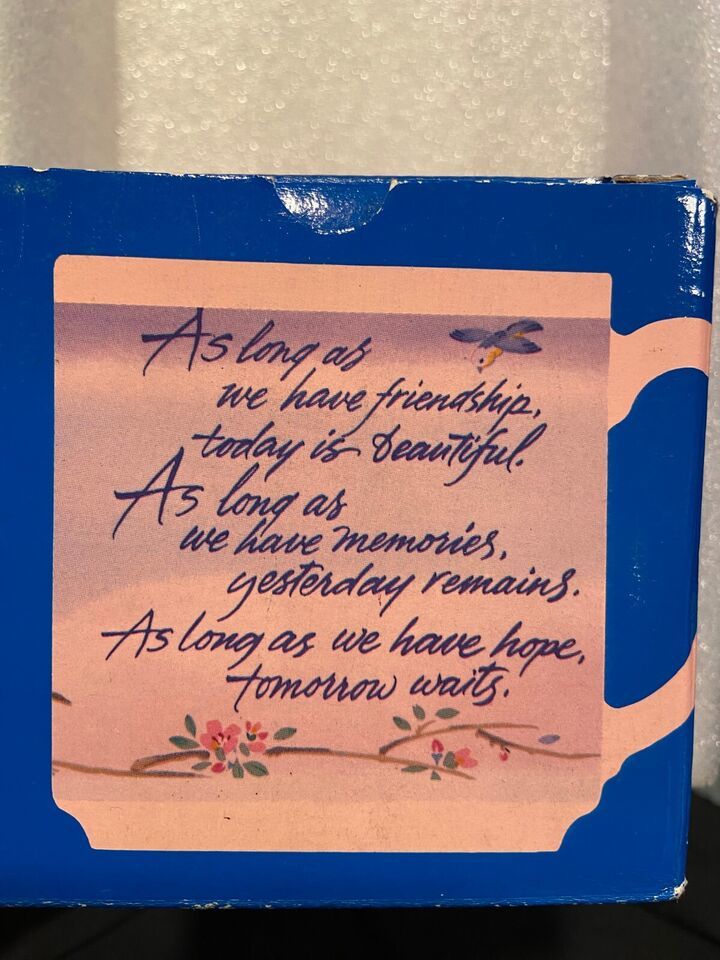 As long as
we have friendship,
today is beautiful.
As long as
we have memories,
yesterday remains.
As long as we have hope,
tomorrow waits.